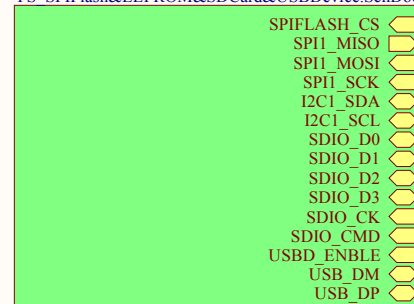 SPIFLASH_CS
SPI1_MISO
SPI1_MOSI
SPI1_SCK
I2C1_SDA
I2C1_SCL
SDIO_D0
SDIO_D1
SDIO_D2
SDIO_D3
SDIO_CK
SDIO_CMD
USBD_ENBLE
USB_DM
USB_DP